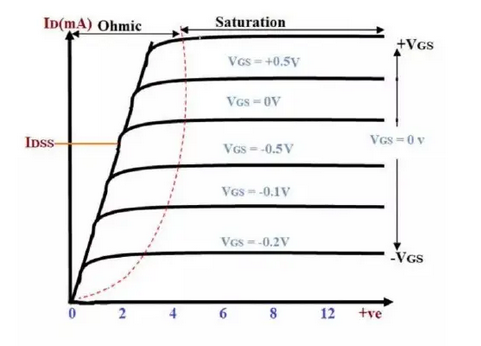 ID(mA)
Ohmic
Saturation
+VGS
VGS = +0.5V
VGS = 0V
IDSS
VGS = -0.5V
VGS = 0 v
VGS = -0.1V
VGS = -0.2V
-VGS
0 2 4 6 8 12 +ve